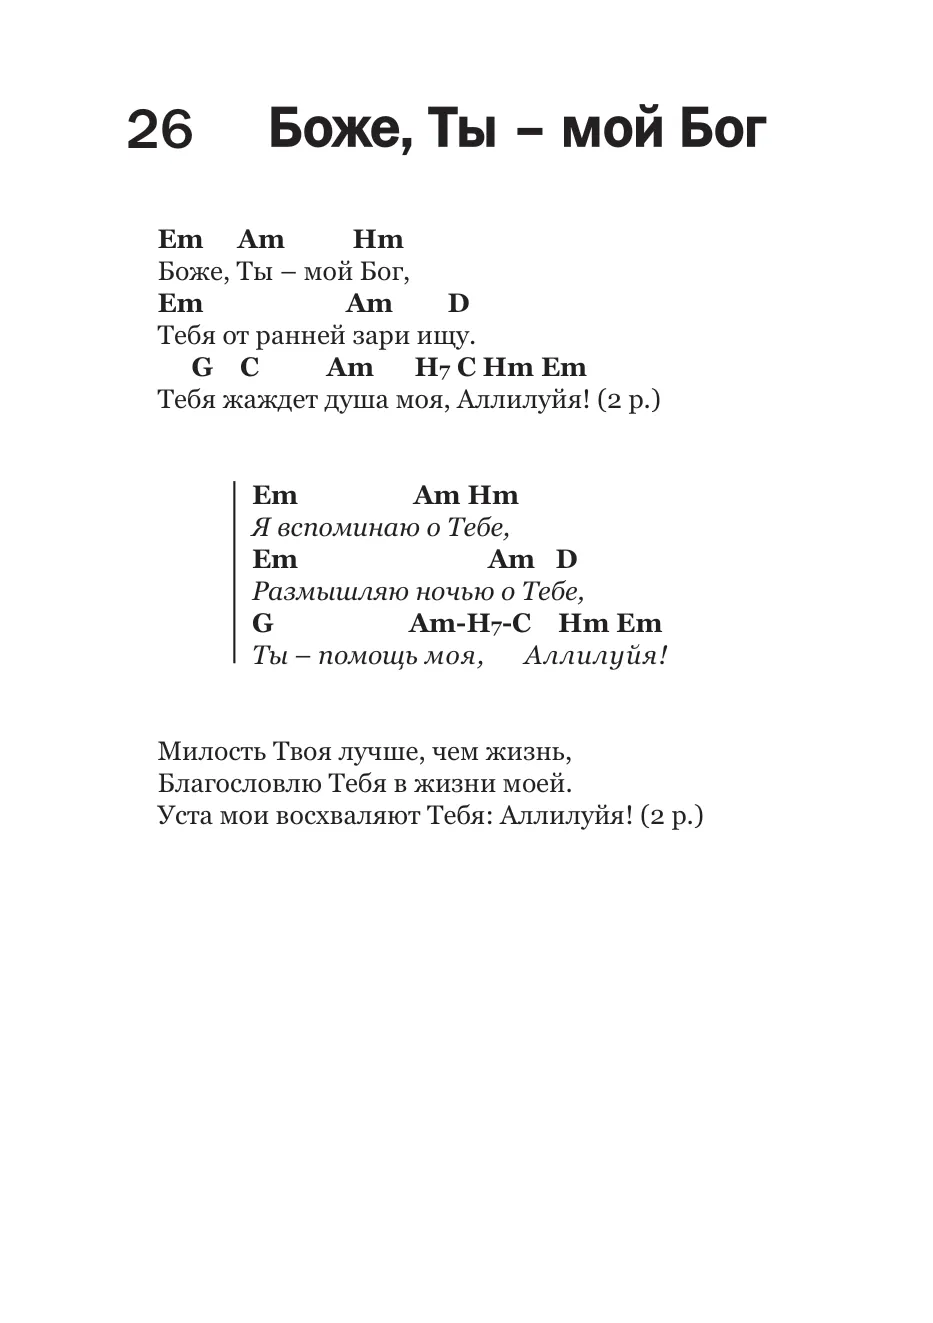 26 Боже, Ты – мой Бог
Em Am Hm
Боже, Ты – мой Бог,
Em Am D
Тебя от ранней зари ищу.
G C Am H7 C Hm Em
Тебя жаждет душа моя, Аллилуйя! (2 р.)
Em Am Hm
Я вспоминаю о Тебе,
Em Am D
Размышляю ночью о Тебе,
G Am-H7-C Hm Em
Ты – помощь моя, Аллилуйя!
Милость Твоя лучше, чем жизнь,
Благословлю Тебя в жизни моей.
Уста мои восхваляют Тебя: Аллилуйя! (2 р.)